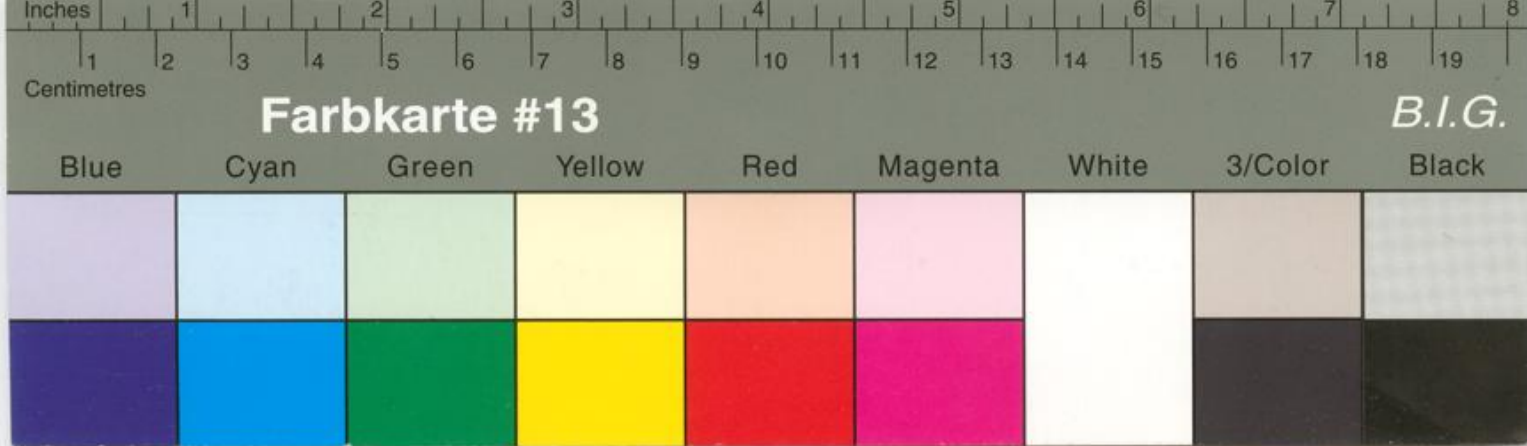 Inches 1 2 3 4 5 6 7 8
1 2 3 4 5 6 7 8 9 10 11 12 13 14 15 16 17 18 19
Centimetres
Farbkarte #13 B.I.G.
Blue Cyan Green Yellow Red Magenta White 3/Color Black